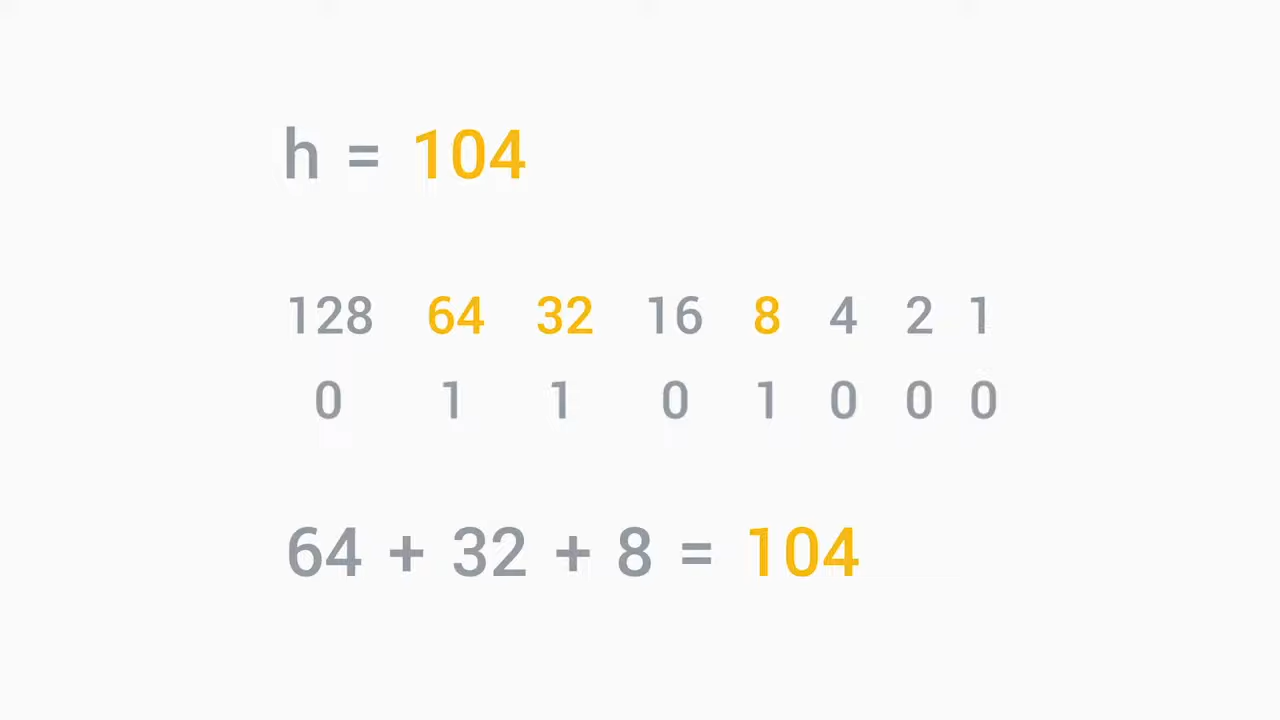 h = 104
128 64 32 16 8 4 2 1
0 1 1 0 1 0 0 0
64 + 32 + 8 = 104